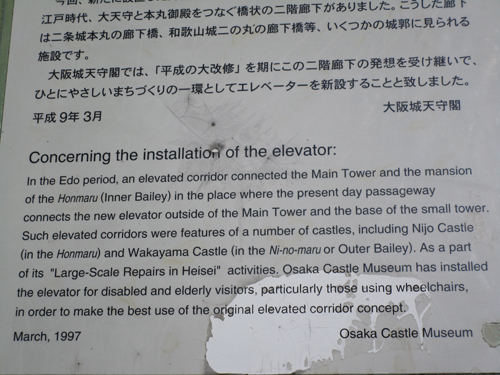 今回、新たに設置し
江戸時代、大天守と本丸御殿をつなぐ橋状の二階廊下がありました。こうした廊下
は二条城本丸の廊下橋、和歌山城二の丸の廊下橋等、いくつかの城郭に見られる
施設です。
大阪城天守閣では、「平成の大改修」を期にこの二階廊下の発想を受け継いで、
ひとにやさしいまちづくりの一環としてエレベーターを新設することと致しました。
平成9年3月 大阪城天守閣
Concerning the installation of the elevator:
In the Edo period, an elevated corridor connected the Main Tower and the mansion
of the Honmaru (Inner Bailey) in the place where the present day passageway
connects the new elevator outside of the Main Tower and the base of the small tower.
Such elevated corridors were features of a number of castles, including Nijo Castle
(in the Honmaru) and Wakayama Castle (in the Ni-no-maru or Outer Bailey). As a part
of its "Large-Scale Repairs in Heisei" activities, Osaka Castle Museum has installed
the elevator for disabled and elderly visitors, particularly those using wheelchairs,
in order to make the best use of the original elevated corridor concept.
March, 1997 Osaka Castle Museum